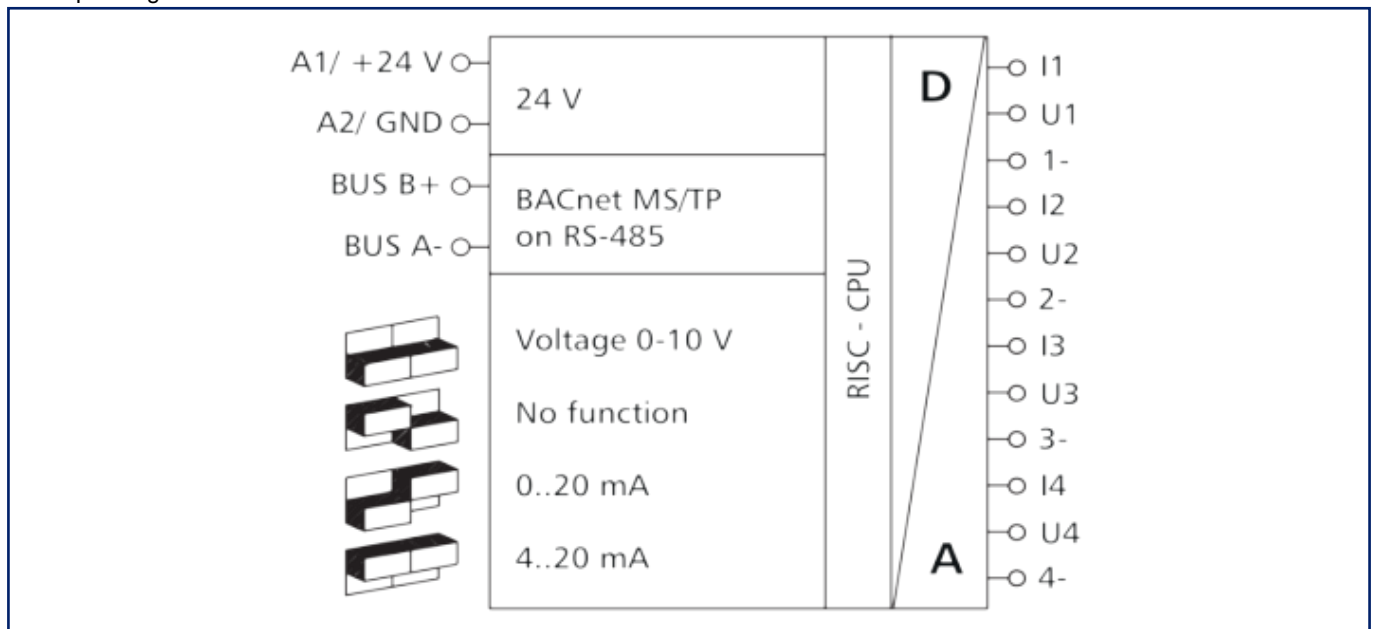 A1/ +24 V
A2/ GND
BUS B+
BUS A-
24 V
BACnet MS/TP
on RS-485
Voltage 0-10 V
No function
0..20 mA
4..20 mA
RISC - CPU
D
A
I1
U1
1-
I2
U2
2-
I3
U3
3-
I4
U4
4-